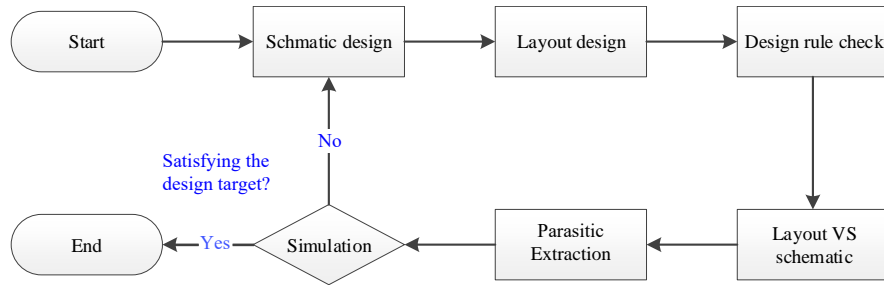 Start
Schmatic design
Layout design
Design rule check
No
Satisfying the
design target?
End
Yes
Simulation
Parasitic
Extraction
Layout VS
schematic